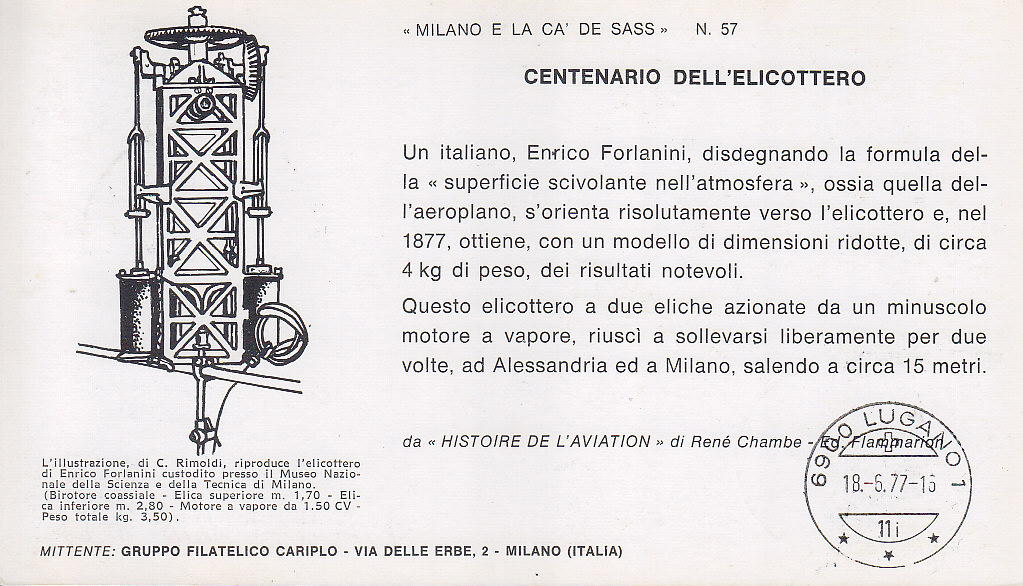 « MILANO E LA CA' DE SASS »   N. 57
CENTENARIO DELL'ELICOTTERO
Un italiano, Enrico Forlanini, disdegnando la formula del-
la « superficie scivolante nell'atmosfera », ossia quella del-
l'aeroplano, s'orienta risolutamente verso l'elicottero e, nel
1877, ottiene, con un modello di dimensioni ridotte, di circa
4 kg di peso, dei risultati notevoli.
Questo elicottero a due eliche azionate da un minuscolo
motore a vapore, riuscì a sollevarsi liberamente per due
volte, ad Alessandria ed a Milano, salendo a circa 15 metri.
da « HISTOIRE DE L'AVIATION » di René Chambe - Ed. Flammarion
L'illustrazione, di C. Rimoldi, riproduce l'elicottero
di Enrico Forlanini custodito presso il Museo Nazio-
nale della Scienza e della Tecnica di Milano.
(Birotore coassiale - Elica superiore m. 1,70 - Eli-
ca inferiore m. 2,80 - Motore a vapore da 1.50 CV -
Peso totale kg. 3,50).
MITTENTE: GRUPPO FILATELICO CARIPLO - VIA DELLE ERBE, 2 - MILANO (ITALIA)
6900 LUGANO 1
18.-6.77-
11 i